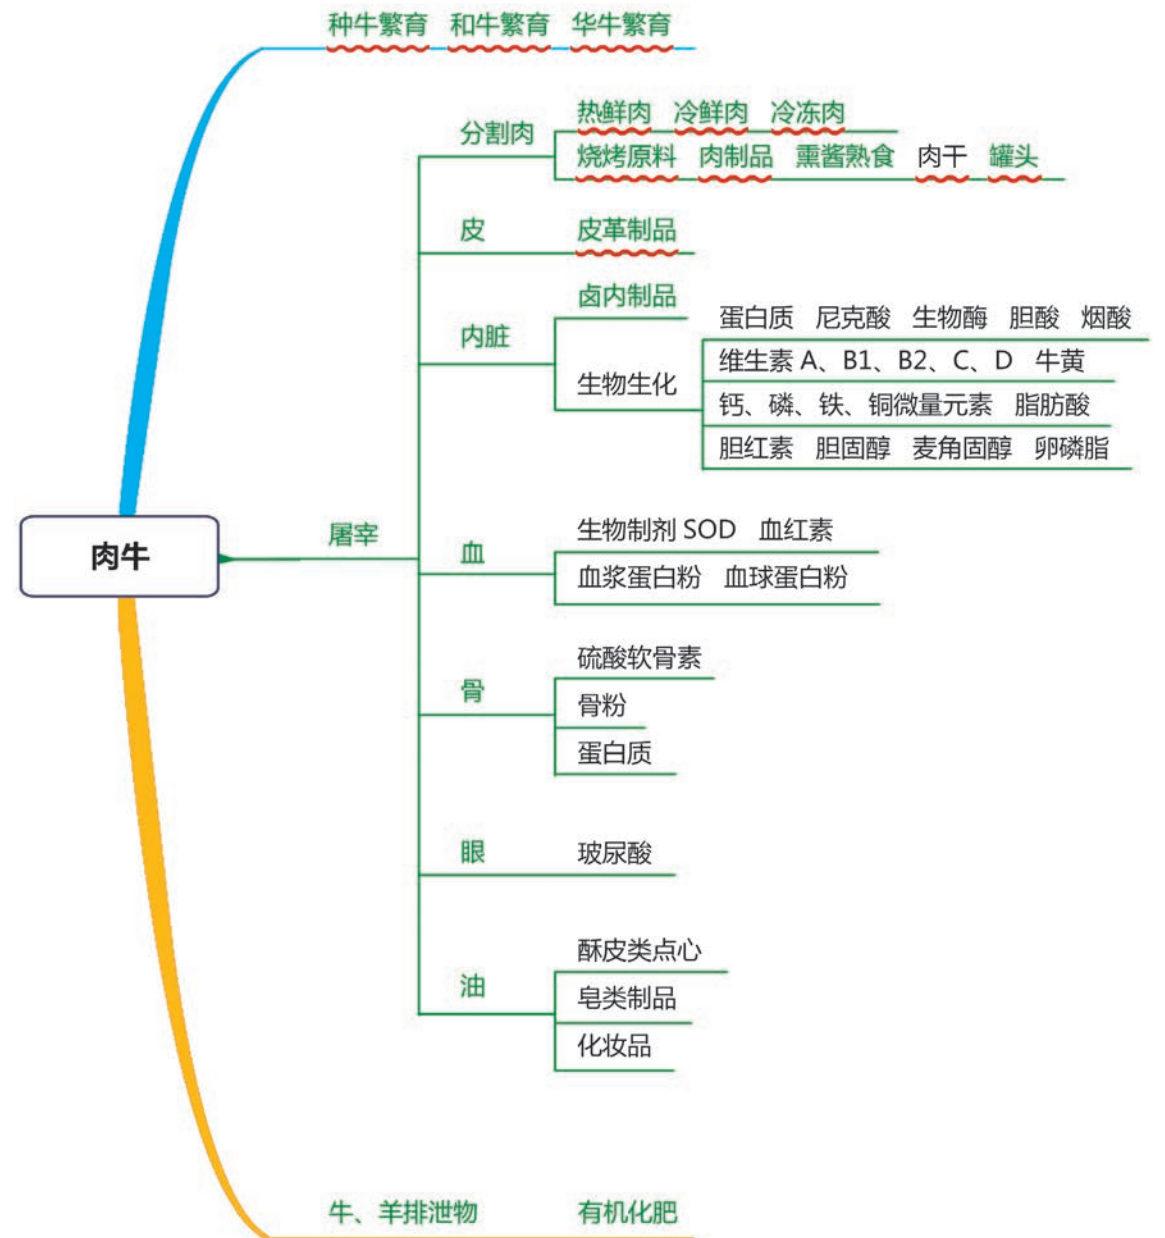 种牛繁育 和牛繁育 华牛繁育
分割肉
热鲜肉 冷鲜肉 冷冻肉
烧烤原料 肉制品 熏酱熟食 肉干 罐头
皮
皮革制品
内脏
卤内制品
生物生化
蛋白质 尼克酸 生物酶 胆酸 烟酸
维生素 A、B1、B2、C、D 牛黄
钙、磷、铁、铜微量元素 脂肪酸
胆红素 胆固醇 麦角固醇 卵磷脂
肉牛
屠宰
血
生物制剂 SOD 血红素
血浆蛋白粉 血球蛋白粉
骨
硫酸软骨素
骨粉
蛋白质
眼
玻尿酸
油
酥皮类点心
皂类制品
化妆品
牛、羊排泄物
有机化肥